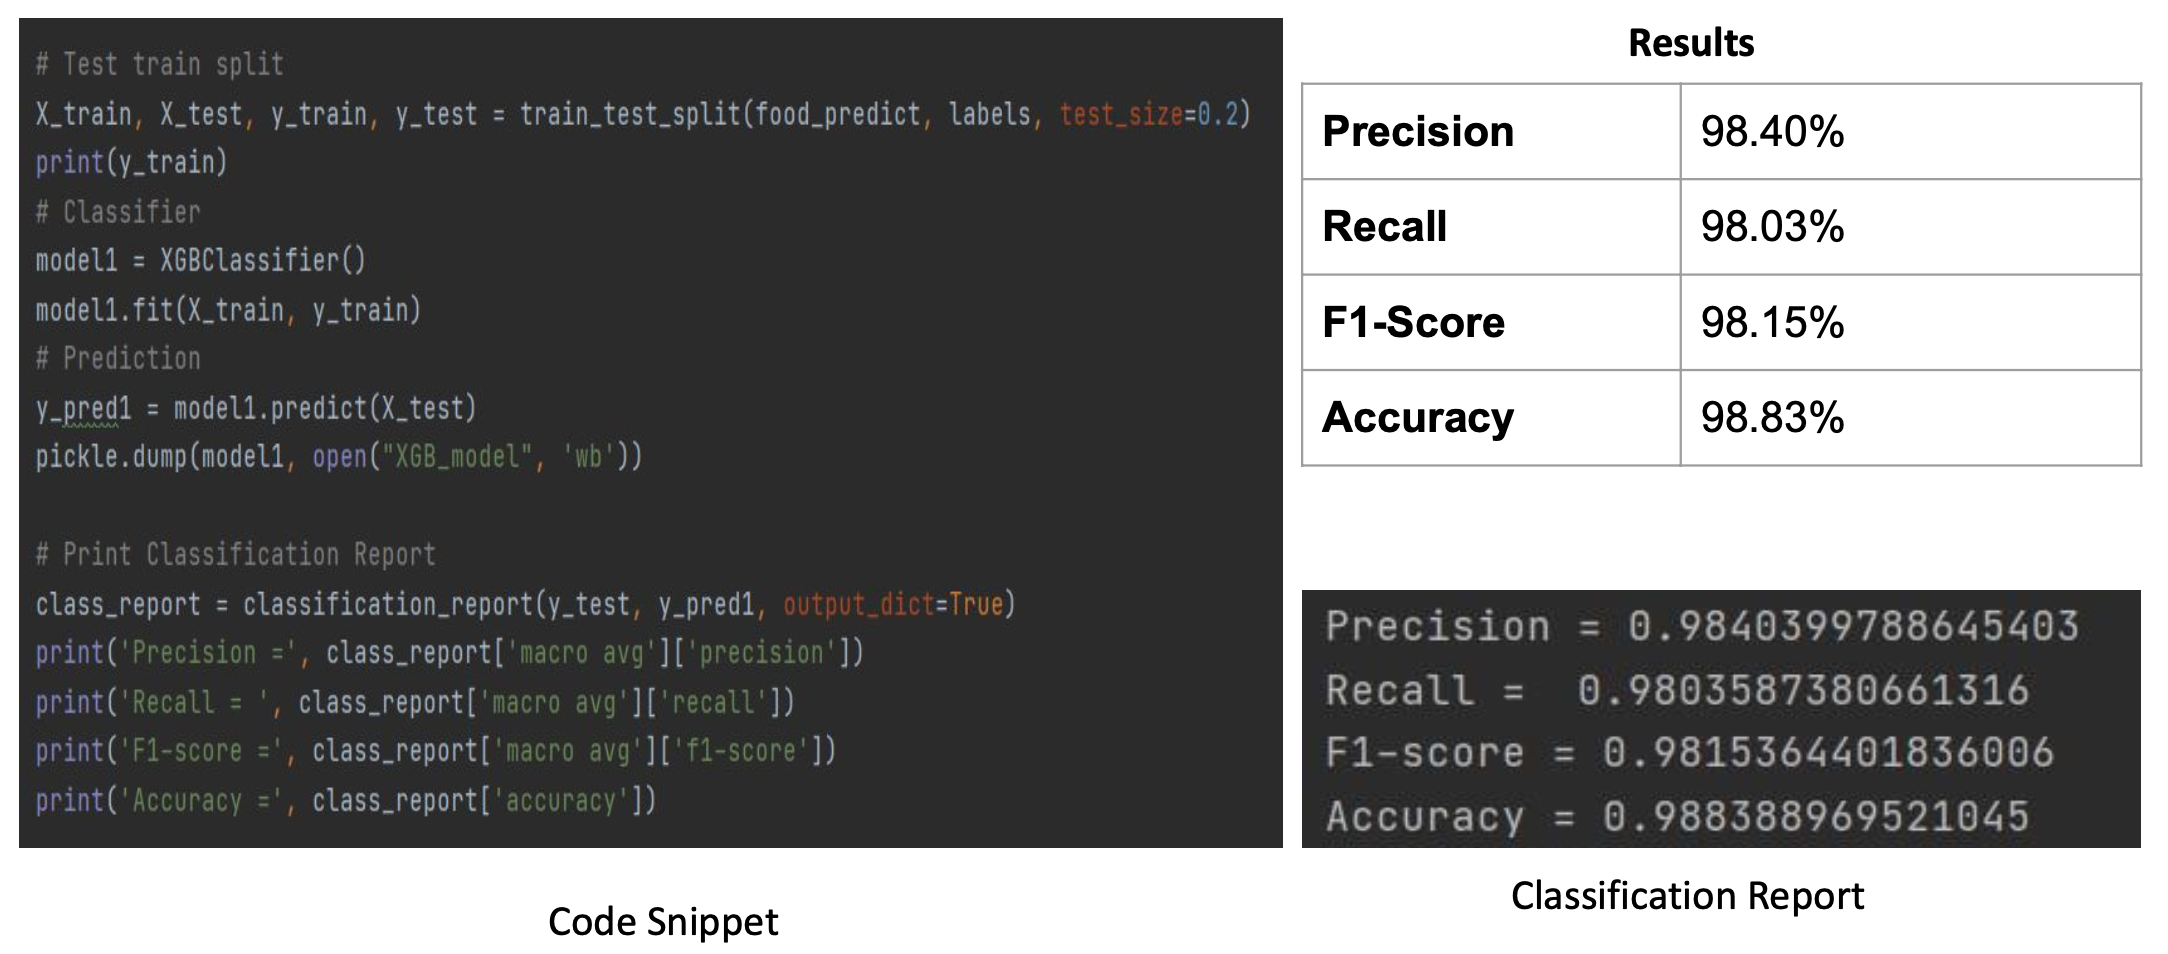 # Test train split
X_train, X_test, y_train, y_test = train_test_split(food_predict, labels, test_size=0.2)
print(y_train)
# Classifier
model1 = XGBClassifier()
model1.fit(X_train, y_train)
# Prediction
y_pred1 = model1.predict(X_test)
pickle.dump(model1, open("XGB_model", 'wb'))
# Print Classification Report
class_report = classification_report(y_test, y_pred1, output_dict=True)
print('Precision =', class_report['macro avg']['precision'])
print('Recall = ', class_report['macro avg']['recall'])
print('F1-score =', class_report['macro avg']['f1-score'])
print('Accuracy =', class_report['accuracy'])
Code Snippet
Results
Precision 98.40%
Recall 98.03%
F1-Score 98.15%
Accuracy 98.83%
Precision = 0.9840399788645403
Recall =  0.9803587380661316
F1-score = 0.9815364401836006
Accuracy = 0.988388969521045
Classification Report